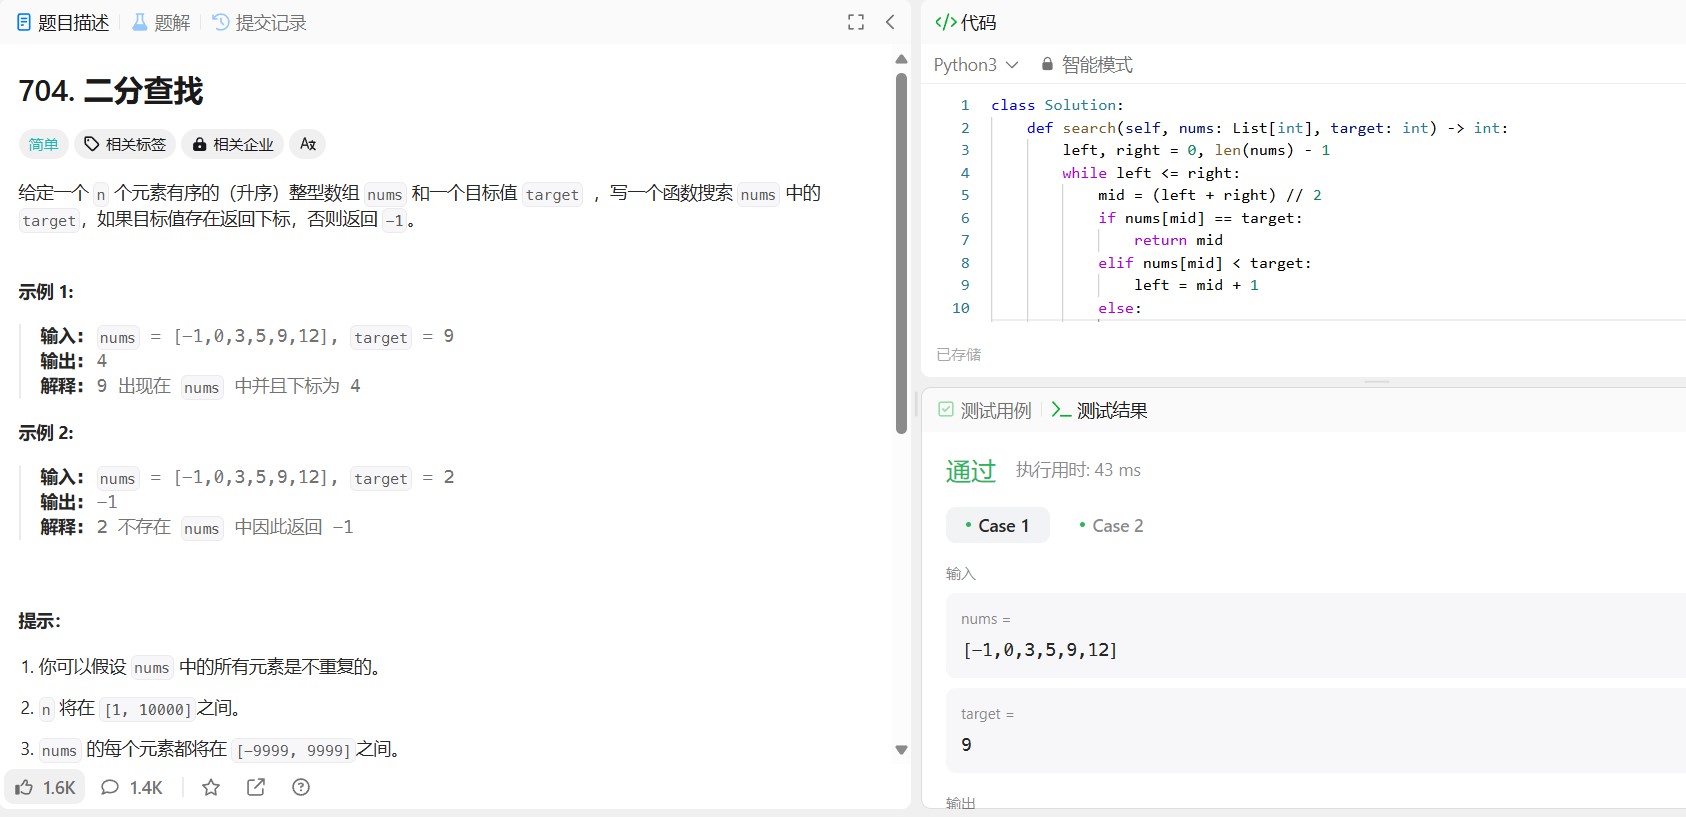 题目描述 题解 提交记录
704. 二分查找
简单 相关标签 相关企业
给定一个 n 个元素有序的（升序）整型数组 nums 和一个目标值 target ，写一个函数搜索 nums 中的
target，如果目标值存在返回下标，否则返回 -1。
示例 1:
输入: nums = [-1,0,3,5,9,12], target = 9
输出: 4
解释: 9 出现在 nums 中并且下标为 4
示例 2:
输入: nums = [-1,0,3,5,9,12], target = 2
输出: -1
解释: 2 不存在 nums 中因此返回 -1
提示:
1. 你可以假设 nums 中的所有元素是不重复的。
2. n 将在 [1, 10000]之间。
3. nums 的每个元素都将在 [-9999, 9999]之间。
1.6K 1.4K
</> 代码
Python3 智能模式
1 class Solution:
2 def search(self, nums: List[int], target: int) -> int:
3 left, right = 0, len(nums) - 1
4 while left <= right:
5 mid = (left + right) // 2
6 if nums[mid] == target:
7 return mid
8 elif nums[mid] < target:
9 left = mid + 1
10 else:
已存储
测试用例 >_ 测试结果
通过 执行用时: 43 ms
• Case 1 • Case 2
输入
nums =
[-1,0,3,5,9,12]
target =
9
输出